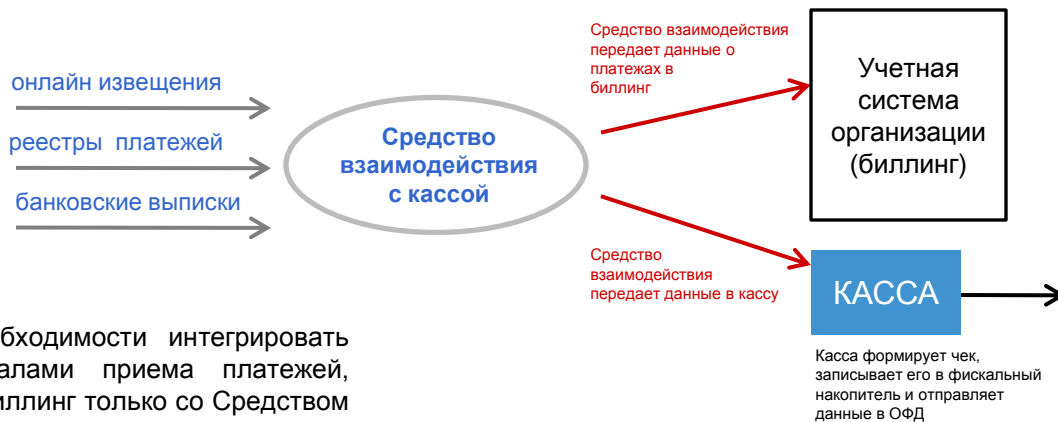 онлайн извещения
реестры платежей
банковские выписки
Средство
взаимодействия
с кассой
Средство взаимодействия
передает данные о
платежах в
биллинг
Учетная
система
организации
(биллинг)
Средство
взаимодействия
передает данные в кассу
КАССА
Касса формирует чек,
записывает его в фискальный
накопитель и отправляет
данные в ОФД
обходимости интегрировать
алами приема платежей,
иллинг только со Средством